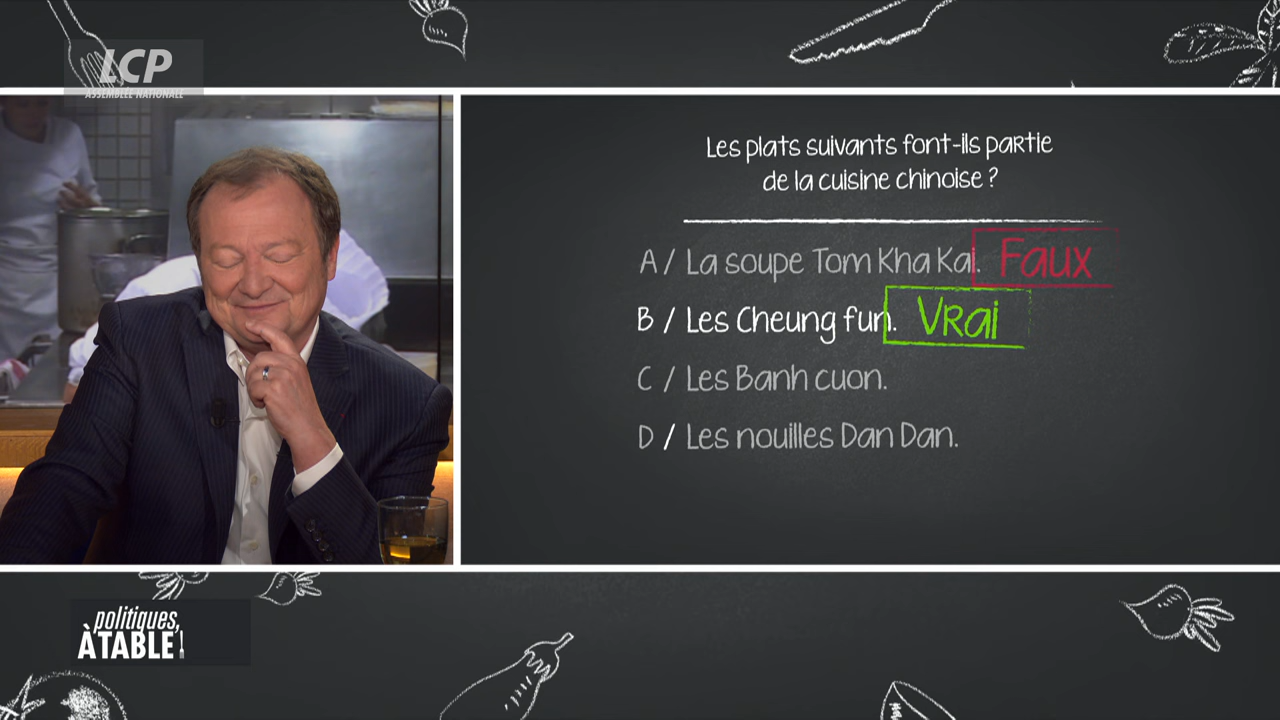 LCP
ASSEMBLÉE NATIONALE
Les plats suivants font-ils partie
de la cuisine chinoise ?
A / La soupe Tom Kha Kai. Faux
B / Les Cheung fun. Vrai
C / Les Banh cuon.
D / Les nouilles Dan Dan.
politiques,
À TABLE!